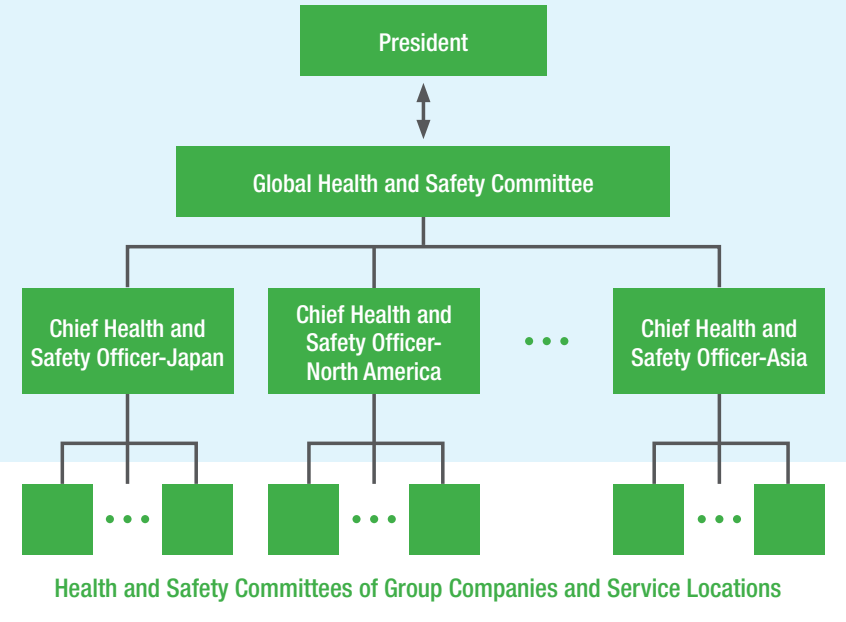 President
Global Health and Safety Committee
Chief Health and
Safety Officer-Japan
Chief Health and
Safety Officer-
North America
Chief Health and
Safety Officer-Asia
Health and Safety Committees of Group Companies and Service Locations